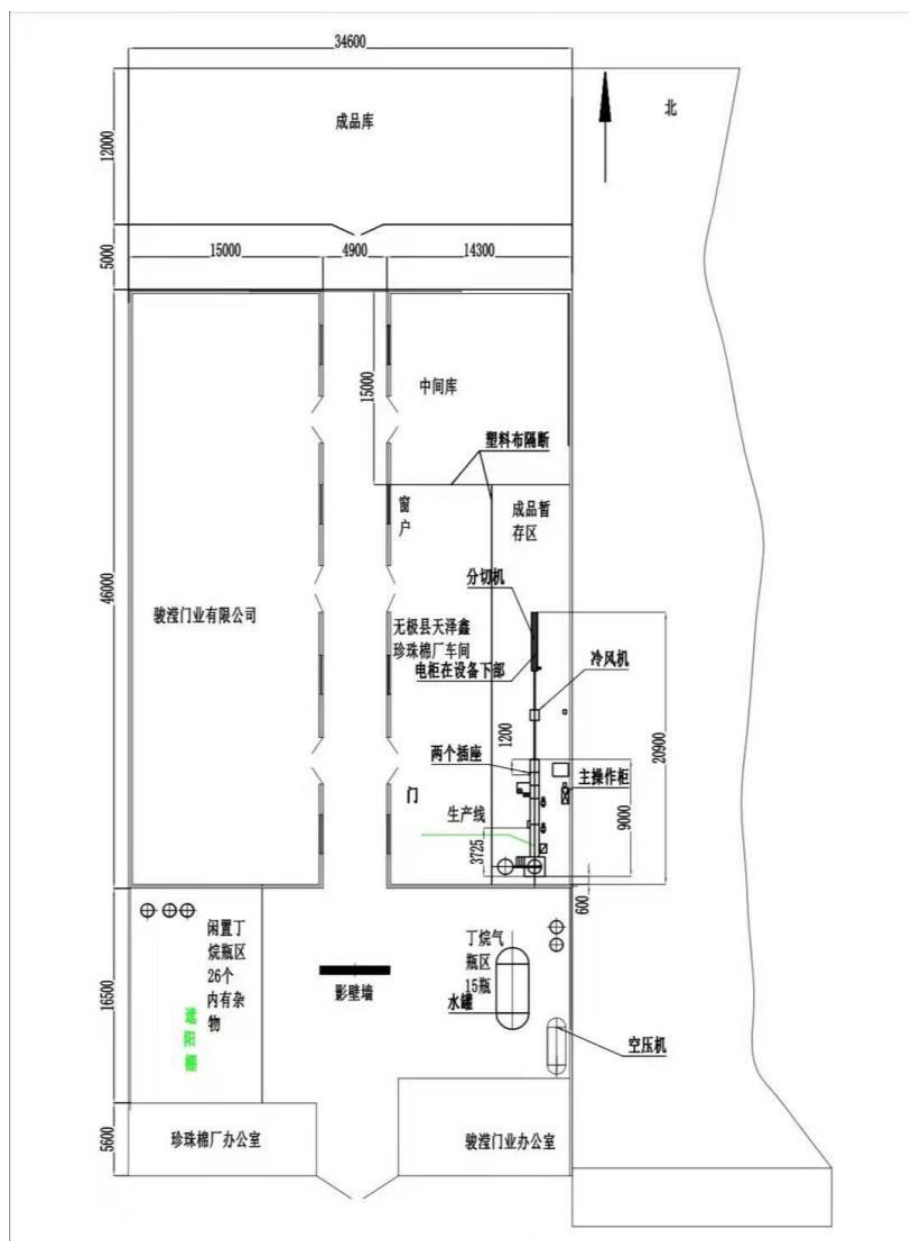 34600
北
成品库
12000
5000
15000
4900
14300
15000
中间库
塑料布隔断
窗
户
成品暂
存区
46000
分切机
骏滢门业有限公司
无极县天泽鑫
珍珠棉厂车间
电柜在设备下部
冷风机
1200
20900
两个插座
主操作柜
门
9000
生产线
3725
600
闲置丁
烷瓶区
26个
内有杂
物
丁烷气
瓶区
15瓶
水罐
影壁墙
16500
遮
阳
棚
空压机
5600
珍珠棉厂办公室
骏滢门业办公室